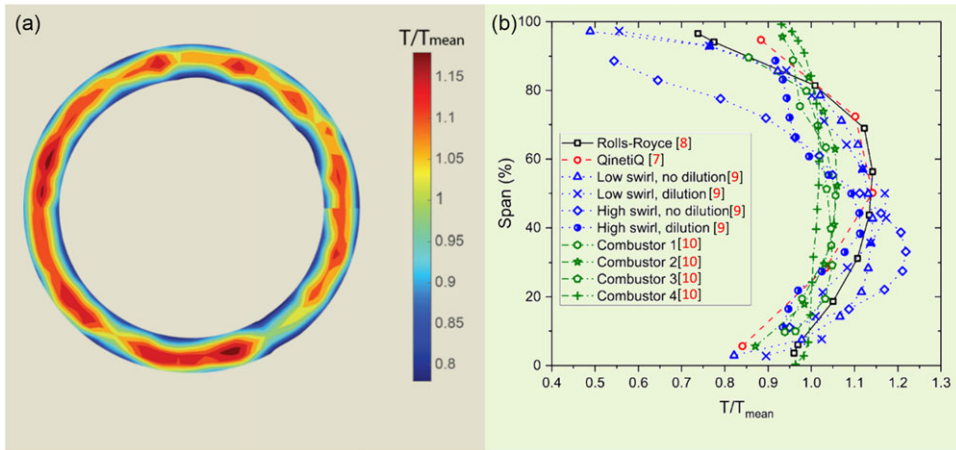 (a)
T/Tmean
1.15
1.1
1.05
1
0.95
0.9
0.85
0.8
(b)
100
80
60
40
20
0
Span (%)
Rolls-Royce [8]
QinetiQ [7]
Low swirl, no dilution[9]
Low swirl, dilution[9]
High swirl, no dilution[9]
High swirl, dilution[9]
Combustor 1[10]
Combustor 2[10]
Combustor 3[10]
Combustor 4[10]
0.4 0.5 0.6 0.7 0.8 0.9 1.0 1.1 1.2 1.3
T/Tmean